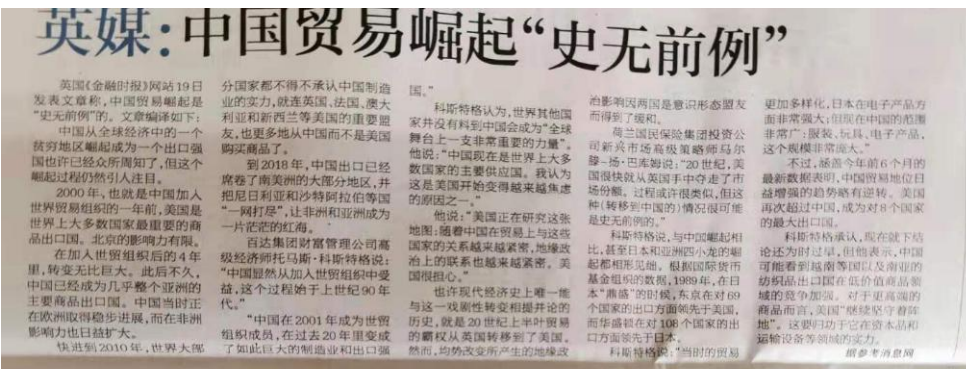 英媒：中国贸易崛起“史无前例”
英国《金融时报》网站19日
发表文章称，中国贸易崛起是
“史无前例”的。文章编译如下：
中国从全球经济中的一个
贫穷地区崛起成为一个出口强
国也许已经众所周知了，但这个
崛起过程仍然引人注目。
2000年，也就是中国加入
世界贸易组织的一年前，美国是
世界上大多数国家最重要的商
品出口国。北京的影响力有限。
在加入世贸组织后的4年
里，转变无比巨大。此后不久，
中国已经成为几乎整个亚洲的
主要商品出口国。中国当时正
在欧洲取得稳步进展，而在非洲
影响力也日益扩大。
快进到2010年，世界大部
分国家都不得不承认中国制造
业的实力，就连英国、法国、澳大
利亚和新西兰等美国的重要盟
友，也更多地从中国而不是美国
购买商品了。
到2018年，中国出口已经
席卷了南美洲的大部分地区，并
把尼日利亚和沙特阿拉伯等国
“一网打尽”，让非洲和亚洲成为
一片茫茫的红海。
百达集团财富管理公司高
级经济师托马斯·科斯特格说：
“中国显然从加入世贸组织中受
益，这个过程始于上世纪90年
代。”
“中国在2001年成为世贸
组织成员，在过去20年里变成
了如此巨大的制造业和出口强
国。”
科斯特格认为，世界其他国
家并没有料到中国会成为“全球
舞台上一支非常重要的力量”。
他说：“中国现在是世界上大多
数国家的主要供应国。我认为
这是美国开始变得越来越焦虑
的原因之一。”
他说：“美国正在研究这张
地图：随着中国在贸易上与这些
国家的关系越来越紧密，地缘政
治上的联系也越来越紧密。美
国很担心。”
也许现代经济史上唯一能
与这一戏剧性转变相提并论的
历史，就是20世纪上半叶贸易
的霸权从英国转移到了美国。
然而，均势改变所产生的地缘政
治影响因两国是意识形态盟友
而得到了缓和。
荷兰国民保险集团投资公
司新兴市场高级策略师马尔
滕－扬·巴库姆说：“20世纪，美
国很快就从英国手中夺走了市
场份额。过程或许很类似，但这
种（转移到中国的）情况很可能
是史无前例的。”
科斯特格说，与中国崛起相
比，甚至日本和亚洲四小龙的崛
起都相形见绌。根据国际货币
基金组织的数据，1989年，在日
本“鼎盛”的时候，东京在对69
个国家的出口方面领先于美国，
而华盛顿在对108个国家的出
口方面领先于日本。
科斯特格说：“当时的贸易
更加多样化，日本在电子产品方
面非常强大；但现在中国的范围
非常广：服装、玩具、电子产品，
这个规模非常庞大。”
不过，涵盖今年前6个月的
最新数据表明，中国贸易地位日
益增强的趋势略有逆转。美国
再次超过中国，成为对8个国家
的最大出口国。
科斯特格承认，现在就下结
论还为时过早，但他表示，中国
可能看到越南等国以及南亚的
纺织品出口国在低价值商品领
域的竞争加强。对于更高端的
商品而言，美国“继续坚守着阵
地”。这要归功于它在资本品和
运输设备等领域的实力。
据参考消息网